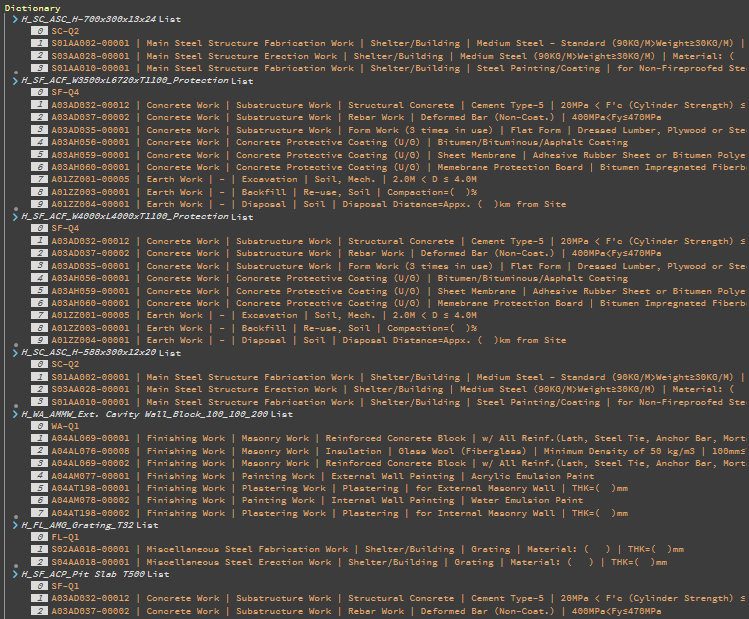 Dictionary
H_SC_ASC_H-700x300x13x24 List
0 SC-Q2
1 S01AA002-00001 | Main Steel Structure Fabrication Work | Shelter/Building | Medium Steel - Standard (90KG/M>Weight≥30KG/M) |
2 S03AA028-00001 | Main Steel Structure Erection Work | Shelter/Building | Medium Steel (90KG/M>Weight≥30KG/M) | Material: (
3 S01AA010-00001 | Main Steel Structure Fabrication Work | Shelter/Building | Steel Painting/Coating | for Non-Fireproofed Ste
H_SF_ACF_W3500xL6720xT1100_Protection List
0 SF-Q4
1 A03AD032-00012 | Concrete Work | Substructure Work | Structural Concrete | Cement Type-5 | 20MPa < F'c (Cylinder Strength) ≤
2 A03AD037-00002 | Concrete Work | Substructure Work | Rebar Work | Deformed Bar (Non-Coat.) | 400MPa<Fy≤470MPa
3 A03AD035-00001 | Concrete Work | Substructure Work | Form Work (3 times in use) | Flat Form | Dressed Lumber, Plywood or Ste
4 A03AH056-00001 | Concrete Work | Concrete Protective Coating (U/G) | Bitumen/Bituminous/Asphalt Coating
5 A03AH059-00001 | Concrete Work | Concrete Protective Coating (U/G) | Sheet Membrane | Adhesive Rubber Sheet or Bitumen Polye
6 A03AH060-00001 | Concrete Work | Concrete Protective Coating (U/G) | Memebrane Protection Board | Bitumen Impregnated Fiberb
7 A01ZZ001-00005 | Earth Work | - | Excavation | Soil, Mech. | 2.0M < D ≤ 4.0M
8 A01ZZ003-00001 | Earth Work | - | Backfill | Re-use, Soil | Compaction=( )%
9 A01ZZ004-00001 | Earth Work | - | Disposal | Soil | Disposal Distance=Appx. ( )km from Site
H_SF_ACF_W4000xL4000xT1100_Protection List
0 SF-Q4
1 A03AD032-00012 | Concrete Work | Substructure Work | Structural Concrete | Cement Type-5 | 20MPa < F'c (Cylinder Strength) ≤
2 A03AD037-00002 | Concrete Work | Substructure Work | Rebar Work | Deformed Bar (Non-Coat.) | 400MPa<Fy≤470MPa
3 A03AD035-00001 | Concrete Work | Substructure Work | Form Work (3 times in use) | Flat Form | Dressed Lumber, Plywood or Ste
4 A03AH056-00001 | Concrete Work | Concrete Protective Coating (U/G) | Bitumen/Bituminous/Asphalt Coating
5 A03AH059-00001 | Concrete Work | Concrete Protective Coating (U/G) | Sheet Membrane | Adhesive Rubber Sheet or Bitumen Polye
6 A03AH060-00001 | Concrete Work | Concrete Protective Coating (U/G) | Memebrane Protection Board | Bitumen Impregnated Fiberb
7 A01ZZ001-00005 | Earth Work | - | Excavation | Soil, Mech. | 2.0M < D ≤ 4.0M
8 A01ZZ003-00001 | Earth Work | - | Backfill | Re-use, Soil | Compaction=( )%
9 A01ZZ004-00001 | Earth Work | - | Disposal | Soil | Disposal Distance=Appx. ( )km from Site
H_SC_ASC_H-588x300x12x20 List
0 SC-Q2
1 S01AA002-00001 | Main Steel Structure Fabrication Work | Shelter/Building | Medium Steel - Standard (90KG/M>Weight≥30KG/M) |
2 S03AA028-00001 | Main Steel Structure Erection Work | Shelter/Building | Medium Steel (90KG/M>Weight≥30KG/M) | Material: (
3 S01AA010-00001 | Main Steel Structure Fabrication Work | Shelter/Building | Steel Painting/Coating | for Non-Fireproofed Ste
H_WA_AMMW_Ext. Cavity Wall_Block_100_100_200 List
0 WA-Q1
1 A04AL069-00001 | Finishing Work | Masonry Work | Reinforced Concrete Block | w/ All Reinf.(Lath, Steel Tie, Anchor Bar, Mort
2 A04AL076-00008 | Finishing Work | Masonry Work | Insulation | Glass Wool (Fiberglass) | Minimum Density of 50 kg/m3 | 100mm≤
3 A04AL069-00002 | Finishing Work | Masonry Work | Reinforced Concrete Block | w/ All Reinf.(Lath, Steel Tie, Anchor Bar, Mort
4 A04AM077-00001 | Finishing Work | Painting Work | External Wall Painting | Acrylic Emulsion Paint
5 A04AT198-00001 | Finishing Work | Plastering Work | Plastering | for External Masonry Wall | THK=( )mm
6 A04AM078-00002 | Finishing Work | Painting Work | Internal Wall Painting | Water Emulsion Paint
7 A04AT198-00002 | Finishing Work | Plastering Work | Plastering | for Internal Masonry Wall | THK=( )mm
H_FL_AMG_Grating_T32 List
0 FL-Q1
1 S02AA018-00001 | Miscellaneous Steel Fabrication Work | Shelter/Building | Grating | Material: ( ) | THK=( )mm
2 S04AA018-00001 | Miscellaneous Steel Erection Work | Shelter/Building | Grating | Material: ( ) | THK=( )mm
H_SF_ACP_Pit Slab T500 List
0 SF-Q1
1 A03AD032-00012 | Concrete Work | Substructure Work | Structural Concrete | Cement Type-5 | 20MPa < F'c (Cylinder Strength) ≤
2 A03AD037-00002 | Concrete Work | Substructure Work | Rebar Work | Deformed Bar (Non-Coat.) | 400MPa<Fy≤470MPa